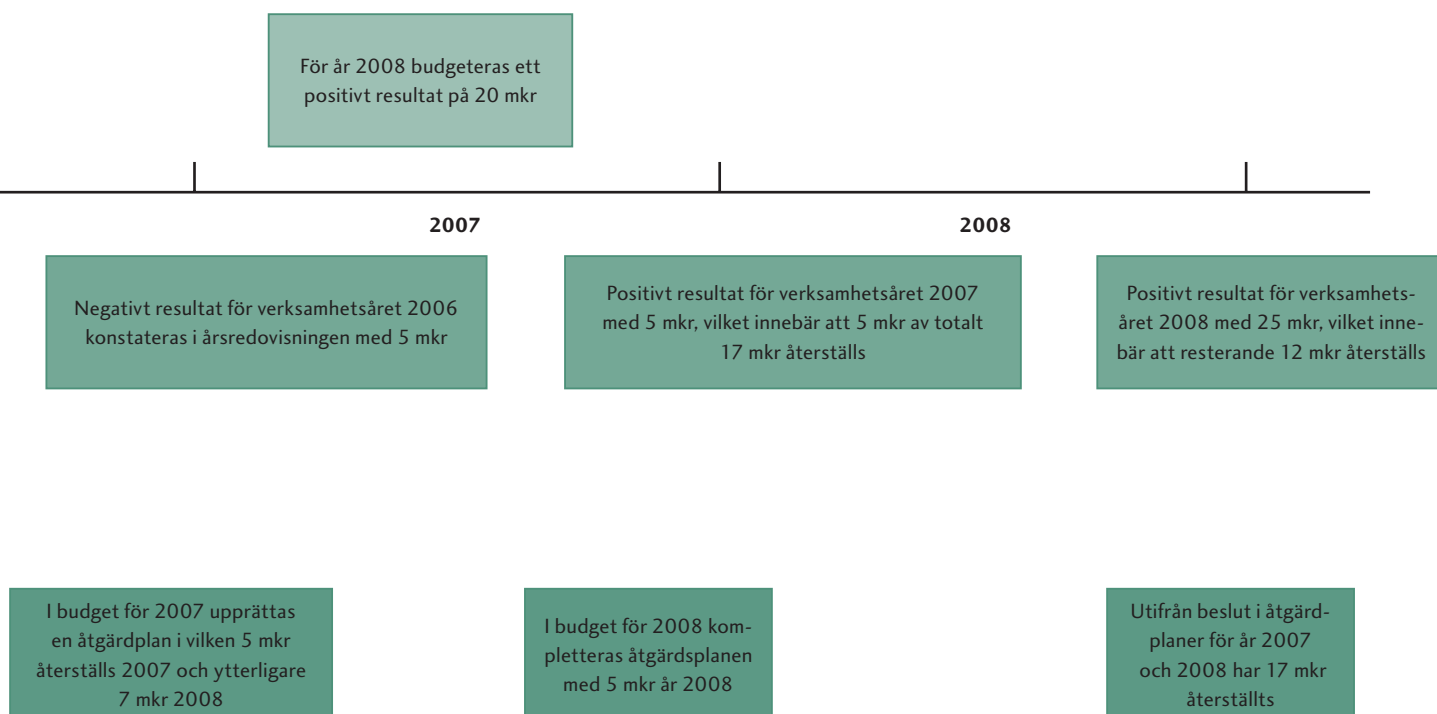 För år 2008 budgeteras ett
positivt resultat på 20 mkr
2007
2008
Negativt resultat för verksamhetsåret 2006
konstateras i årsredovisningen med 5 mkr
Positivt resultat för verksamhetsåret 2007
med 5 mkr, vilket innebär att 5 mkr av totalt
17 mkr återställs
Positivt resultat för verksamhets-
året 2008 med 25 mkr, vilket inne-
bär att resterande 12 mkr återställs
I budget för 2007 upprättas
en åtgärdplan i vilken 5 mkr
återställs 2007 och ytterligare
7 mkr 2008
I budget för 2008 kom-
pletteras åtgärdsplanen
med 5 mkr år 2008
Utifrån beslut i åtgärd-
planer för år 2007
och 2008 har 17 mkr
återställts